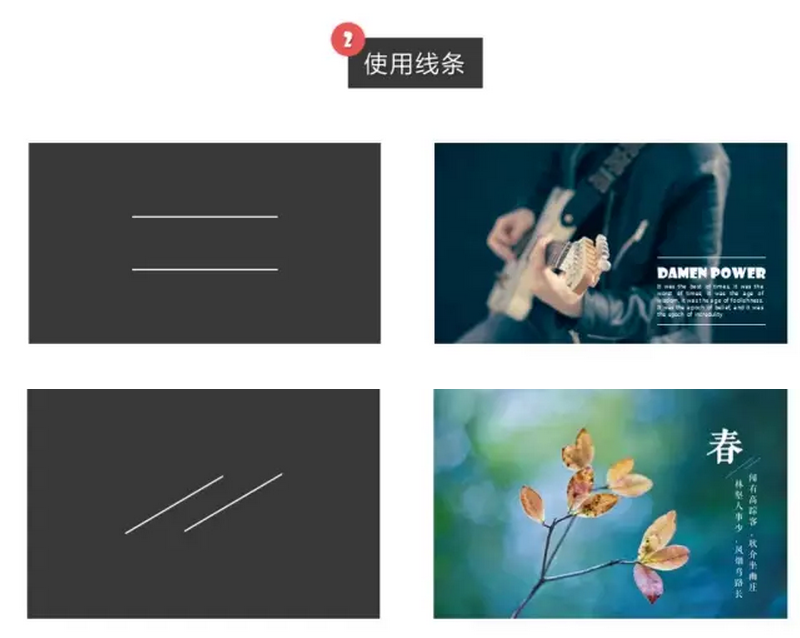 2
使用线条
DAMEN POWER
It was the best of times, it was the
worst of times, it was the age of
wisdom, it was the age of foolishness,
it was the epoch of belief, and it was
the epoch of incredulity
春
闻有高踪客，耿介坐幽庄
林壑人事少，风烟鸟路长